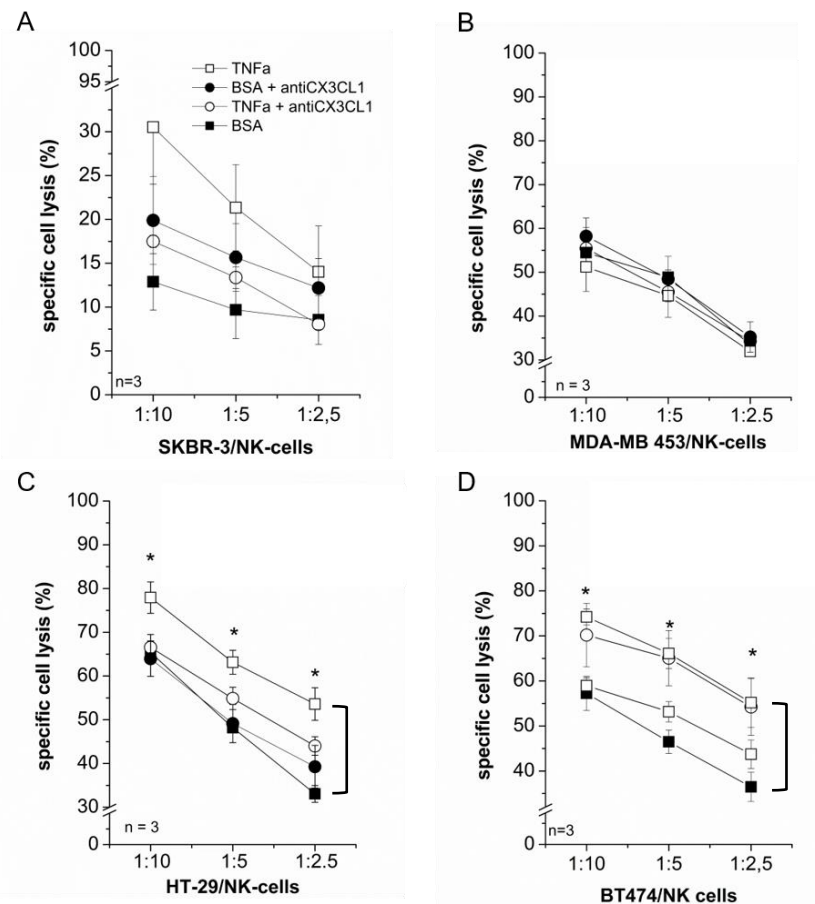 A
100
95
30
25
20
15
10
5
0
specific cell lysis (%)
TNFa
BSA + antiCX3CL1
TNFa + antiCX3CL1
BSA
n=3
1:10 1:5 1:2,5
SKBR-3/NK-cells
B
100
90
80
70
60
50
40
30
0
specific cell lysis (%)
n = 3
1:10 1:5 1:2.5
MDA-MB 453/NK-cells
C
100
90
80
70
60
50
40
30
0
specific cell lysis (%)
* * *
n = 3
1:10 1:5 1:2.5
HT-29/NK-cells
D
100
90
80
70
60
50
40
0
specific cell lysis (%)
* * *
n=3
1:10 1:5 1:2,5
BT474/NK cells